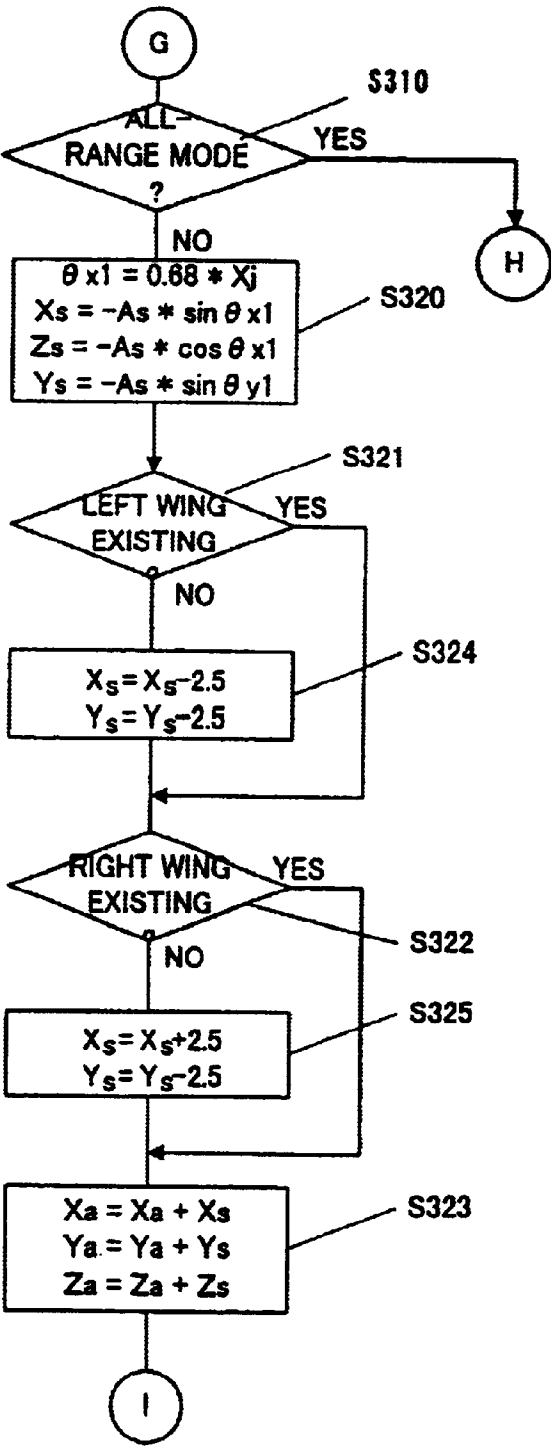 G
S310
ALL-
RANGE MODE
?
YES
NO
H
θx1 = 0.68 * Xj
Xs = -As * sin θx1
Zs = -As * cos θx1
Ys = -As * sin θy1
S320
S321
LEFT WING
EXISTING
?
YES
NO
S324
Xs = Xs-2.5
Ys = Ys-2.5
RIGHT WING
EXISTING
?
YES
NO
S322
S325
Xs = Xs+2.5
Ys = Ys-2.5
S323
Xa = Xa + Xs
Ya = Ya + Ys
Za = Za + Zs
I